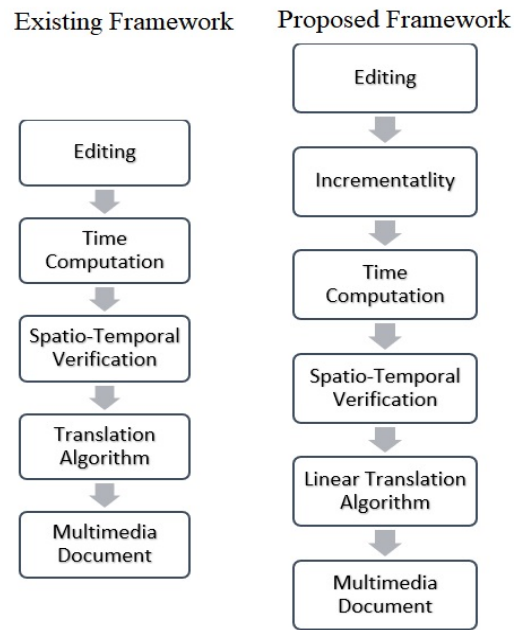 Existing Framework
Editing
Time
Computation
Spatio-Temporal
Verification
Translation
Algorithm
Multimedia
Document
Proposed Framework
Editing
Incrementatlity
Time
Computation
Spatio-Temporal
Verification
Linear Translation
Algorithm
Multimedia
Document